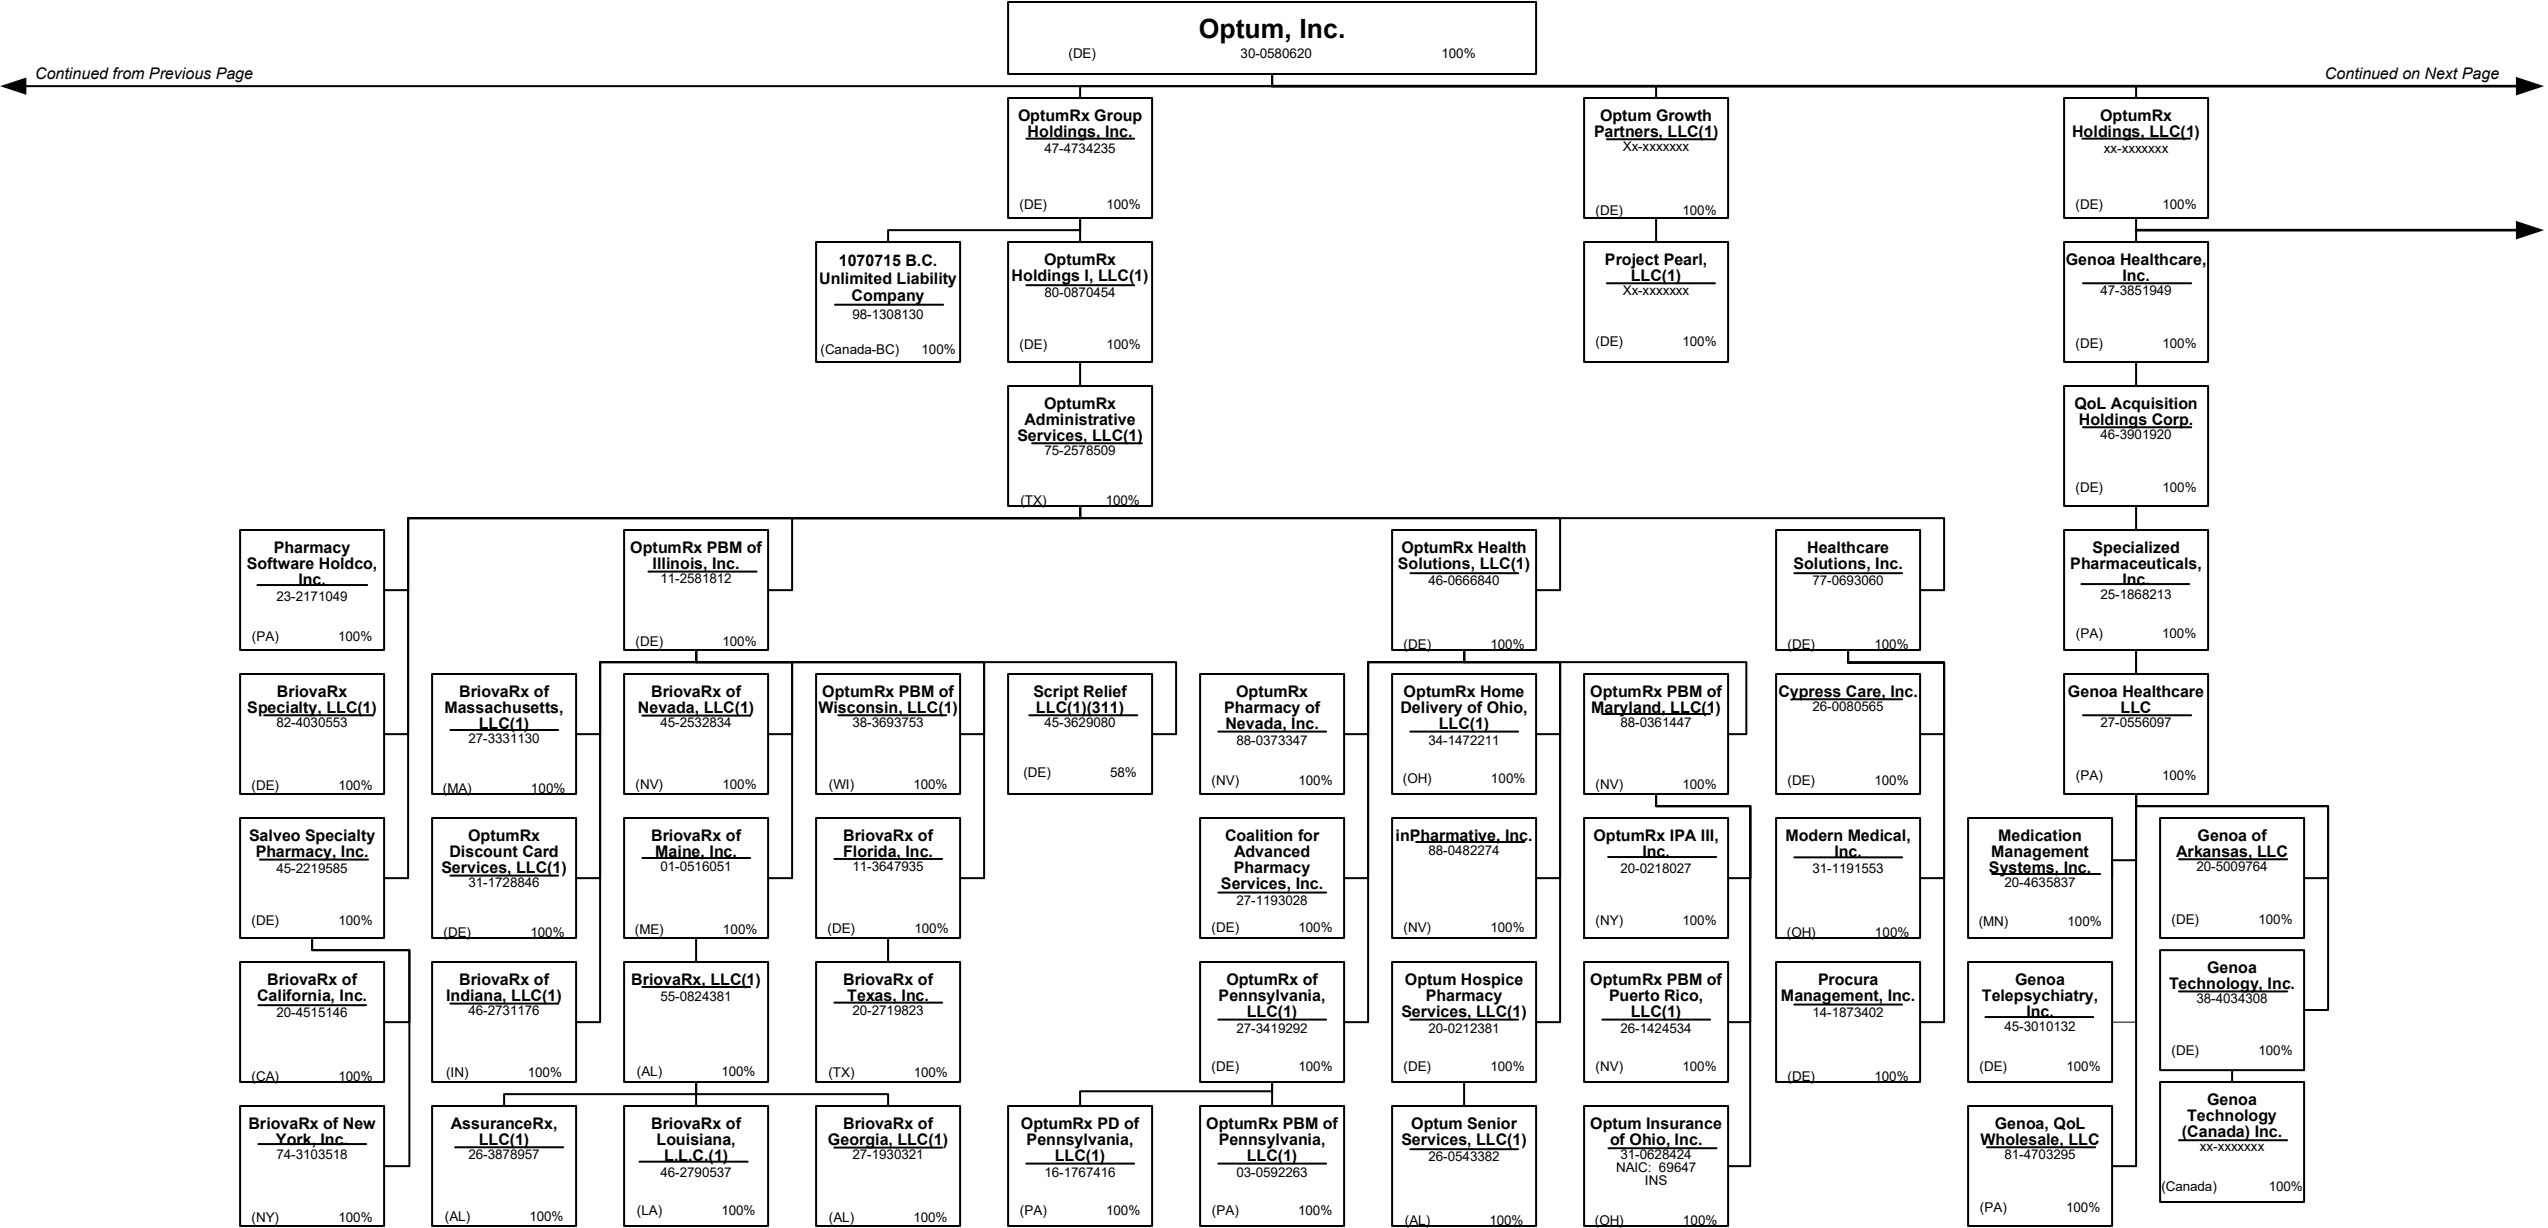 Optum, Inc.
(DE) 30-0580620 100%
Continued from Previous Page
Continued on Next Page
OptumRx Group
Holdings, Inc.
47-4734235
(DE) 100%
Optum Growth
Partners, LLC(1)
Xx-xxxxxxx
(DE) 100%
OptumRx
Holdings, LLC(1)
xx-xxxxxxx
(DE) 100%
1070715 B.C.
Unlimited Liability
Company
98-1308130
(Canada-BC) 100%
OptumRx
Holdings I, LLC(1)
80-0870454
(DE) 100%
Project Pearl,
LLC(1)
Xx-xxxxxxx
(DE) 100%
Genoa Healthcare,
Inc.
47-3851949
(DE) 100%
OptumRx
Administrative
Services, LLC(1)
75-2578509
(TX) 100%
QoL Acquisition
Holdings Corp.
46-3901920
(DE) 100%
Pharmacy
Software Holdco,
Inc.
23-2171049
(PA) 100%
OptumRx PBM of
Illinois, Inc.
11-2581812
(DE) 100%
OptumRx Health
Solutions, LLC(1)
46-0666840
(DE) 100%
Healthcare
Solutions, Inc.
77-0693060
(DE) 100%
Specialized
Pharmaceuticals,
Inc.
25-1868213
(PA) 100%
BriovaRx
Specialty, LLC(1)
82-4030553
(DE) 100%
BriovaRx of
Massachusetts,
LLC(1)
27-3331130
(MA) 100%
BriovaRx of
Nevada, LLC(1)
45-2532834
(NV) 100%
OptumRx PBM of
Wisconsin, LLC(1)
38-3693753
(WI) 100%
Script Relief
LLC(1)(311)
45-3629080
(DE) 58%
OptumRx
Pharmacy of
Nevada, Inc.
88-0373347
(NV) 100%
OptumRx Home
Delivery of Ohio,
LLC(1)
34-1472211
(OH) 100%
OptumRx PBM of
Maryland, LLC(1)
88-0361447
(NV) 100%
Cypress Care, Inc.
26-0080565
(DE) 100%
Genoa Healthcare
LLC
27-0556097
(PA) 100%
Salveo Specialty
Pharmacy, Inc.
45-2219585
(DE) 100%
OptumRx
Discount Card
Services, LLC(1)
31-1728846
(DE) 100%
BriovaRx of
Maine, Inc.
01-0516051
(ME) 100%
BriovaRx of
Florida, Inc.
11-3647935
(DE) 100%
Coalition for
Advanced
Pharmacy
Services, Inc.
27-1193028
(DE) 100%
inPharmative, Inc.
88-0482274
(NV) 100%
OptumRx IPA III,
Inc.
20-0218027
(NY) 100%
Modern Medical,
Inc.
31-1191553
(OH) 100%
Medication
Management
Systems, Inc.
20-4635837
(MN) 100%
Genoa of
Arkansas, LLC
20-5009764
(DE) 100%
BriovaRx of
California, Inc.
20-4515146
(CA) 100%
BriovaRx of
Indiana, LLC(1)
46-2731176
(IN) 100%
BriovaRx, LLC(1)
55-0824381
(AL) 100%
BriovaRx of
Texas, Inc.
20-2719823
(TX) 100%
OptumRx of
Pennsylvania,
LLC(1)
27-3419292
(DE) 100%
Optum Hospice
Pharmacy
Services, LLC(1)
20-0212381
(DE) 100%
OptumRx PBM of
Puerto Rico,
LLC(1)
26-1424534
(NV) 100%
Procura
Management, Inc.
14-1873402
(DE) 100%
Genoa
Telepsychiatry,
Inc.
45-3010132
(DE) 100%
Genoa
Technology, Inc.
38-4034308
(DE) 100%
BriovaRx of New
York, Inc.
74-3103518
(NY) 100%
AssuranceRx,
LLC(1)
26-3878957
(AL) 100%
BriovaRx of
Louisiana,
L.L.C.(1)
46-2790537
(LA) 100%
BriovaRx of
Georgia, LLC(1)
27-1930321
(AL) 100%
OptumRx PD of
Pennsylvania,
LLC(1)
16-1767416
(PA) 100%
OptumRx PBM of
Pennsylvania,
LLC(1)
03-0592263
(PA) 100%
Optum Senior
Services, LLC(1)
26-0543382
(AL) 100%
Optum Insurance
of Ohio, Inc.
31-0628424
NAIC: 69647
INS
(OH) 100%
Genoa, QoL
Wholesale, LLC
81-4703295
(PA) 100%
Genoa
Technology
(Canada) Inc.
xx-xxxxxxx
(Canada) 100%